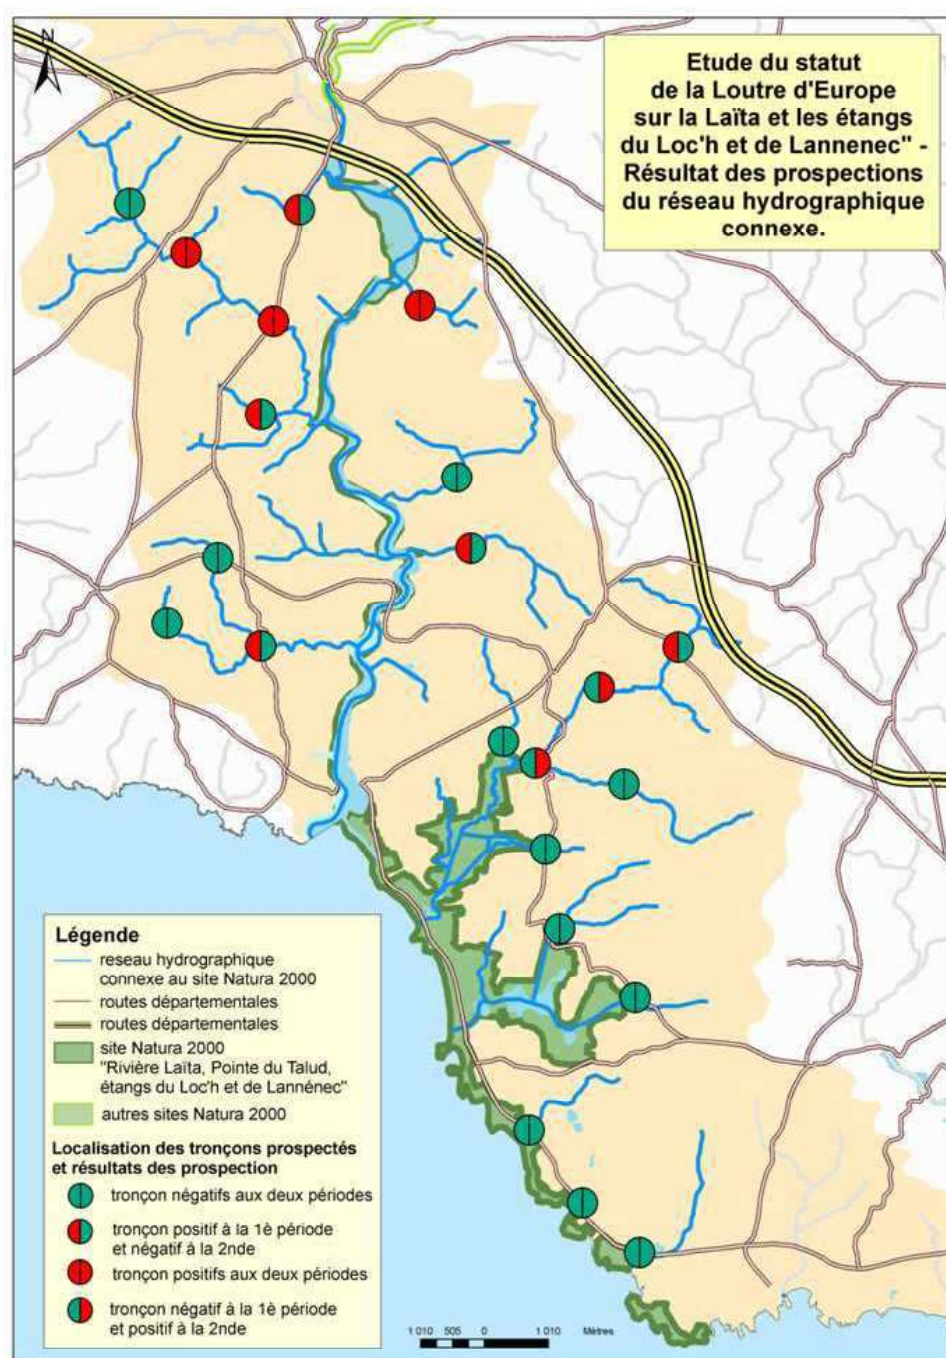 N
Etude du statut
de la Loutre d'Europe
sur la Laïta et les étangs
du Loc'h et de Lannenec" -
Résultat des prospections
du réseau hydrographique
connexe.
Légende
reseau hydrographique
connexe au site Natura 2000
routes départementales
routes départementales
site Natura 2000
"Rivière Laïta, Pointe du Talud,
étangs du Loc'h et de Lannénec"
autres sites Natura 2000
Localisation des tronçons prospectés
et résultats des prospection
tronçon négatifs aux deux périodes
tronçon positif à la 1è période
et négatif à la 2nde
tronçon positifs aux deux périodes
tronçon négatif à la 1è période
et positif à la 2nde
1 010 505 0 1 010 Mètres